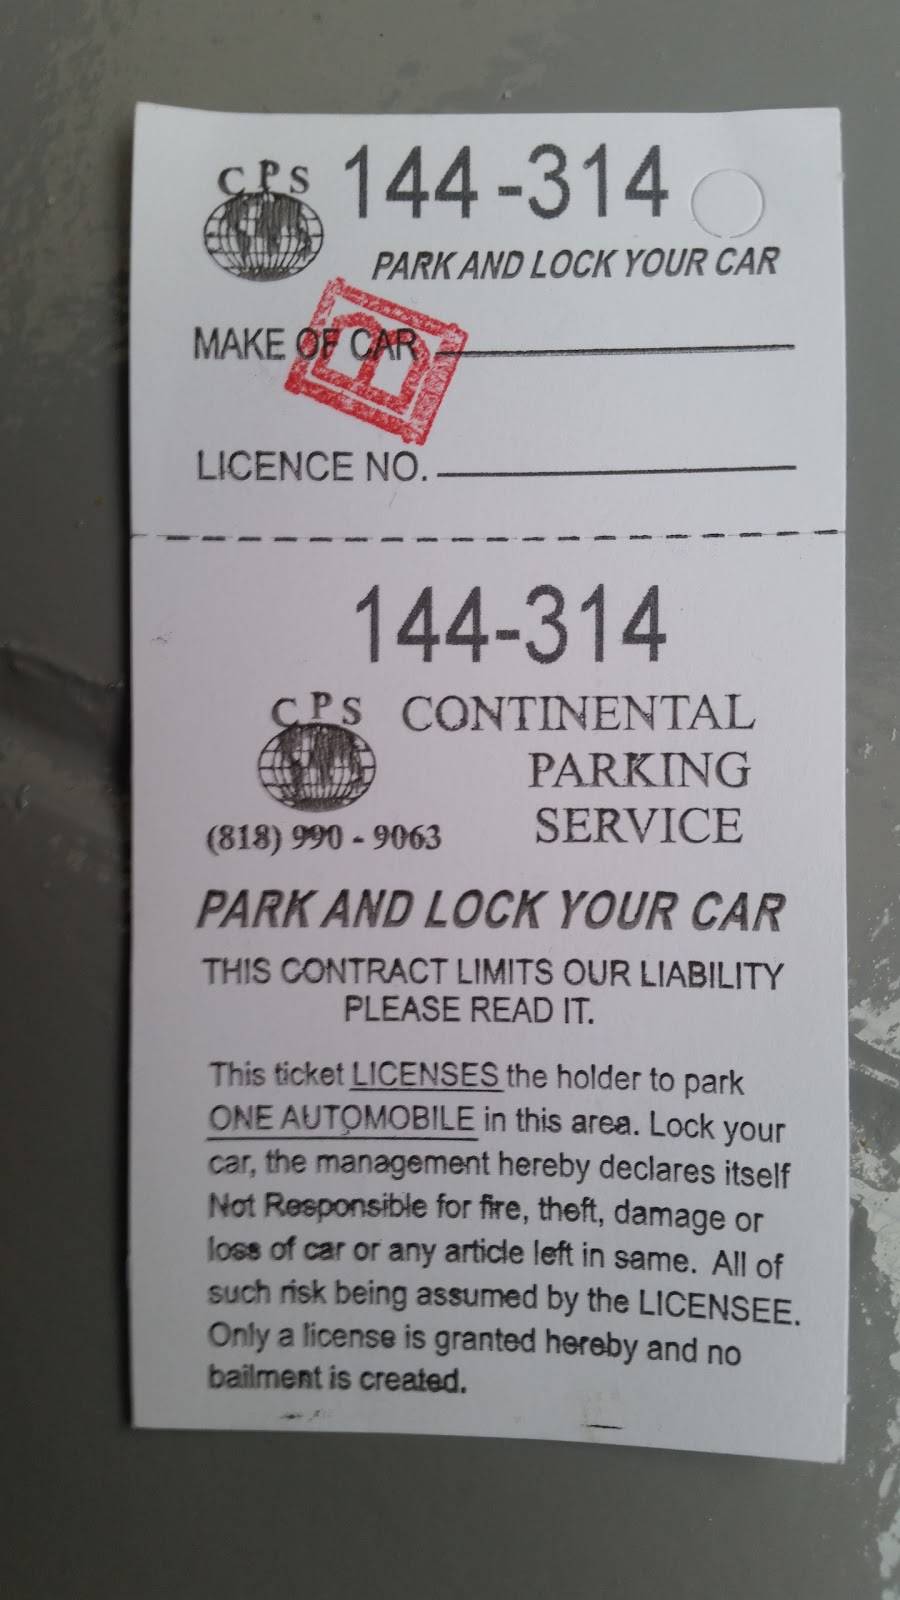 CPS 144-314
PARK AND LOCK YOUR CAR
MAKE OF CAR
B
LICENCE NO.
144-314
CPS CONTINENTAL
PARKING
SERVICE
(818) 990 - 9063
PARK AND LOCK YOUR CAR
THIS CONTRACT LIMITS OUR LIABILITY
PLEASE READ IT.
This ticket LICENSES the holder to park
ONE AUTOMOBILE in this area. Lock your
car, the management hereby declares itself
Not Responsible for fire, theft, damage or
loss of car or any article left in same. All of
such risk being assumed by the LICENSEE.
Only a license is granted hereby and no
bailment is created.